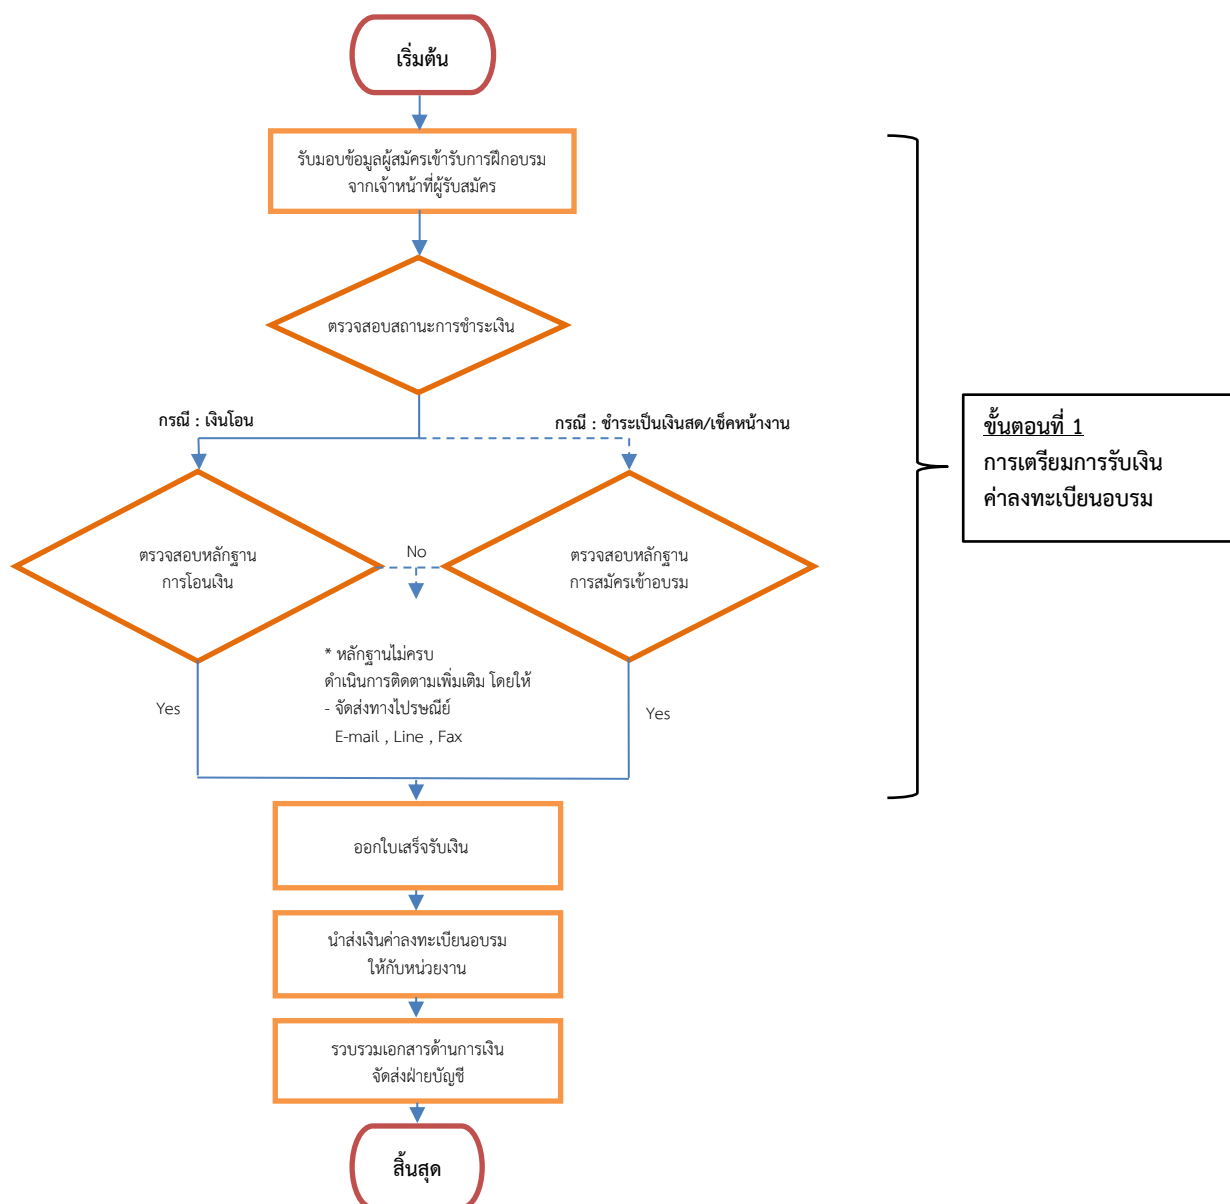 เริ่มต้น
รับมอบข้อมูลผู้สมัครเข้ารับการฝึกอบรม
จากเจ้าหน้าที่ผู้รับสมัคร
ตรวจสอบสถานะการชำระเงิน
กรณี : เงินโอน
กรณี : ชำระเป็นเงินสด/เช็คหน้างาน
ขั้นตอนที่ 1
การเตรียมการรับเงิน
ค่าลงทะเบียนอบรม
ตรวจสอบหลักฐาน
การโอนเงิน
No
ตรวจสอบหลักฐาน
การสมัครเข้าอบรม
* หลักฐานไม่ครบ
ดำเนินการติดตามเพิ่มเติม โดยให้
- จัดส่งทางไปรษณีย์
E-mail , Line , Fax
Yes
Yes
ออกใบเสร็จรับเงิน
นำส่งเงินค่าลงทะเบียนอบรม
ให้กับหน่วยงาน
รวบรวมเอกสารด้านการเงิน
จัดส่งฝ่ายบัญชี
สิ้นสุด